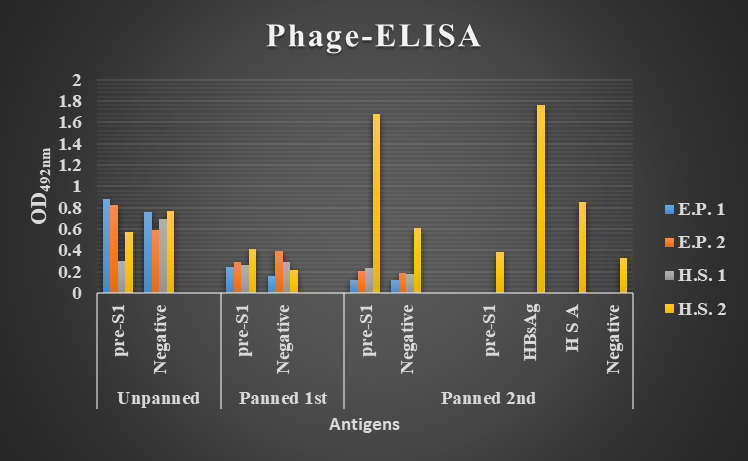 Phage-ELISA
2
1.8
1.6
1.4
1.2
1
0.8
0.6
0.4
0.2
0
OD492nm
pre-S1
Negative
pre-S1
Negative
pre-S1
Negative
pre-S1
HBsAg
H S A
Negative
Unpanned
Panned 1st
Panned 2nd
Antigens
E.P. 1
E.P. 2
H.S. 1
H.S. 2